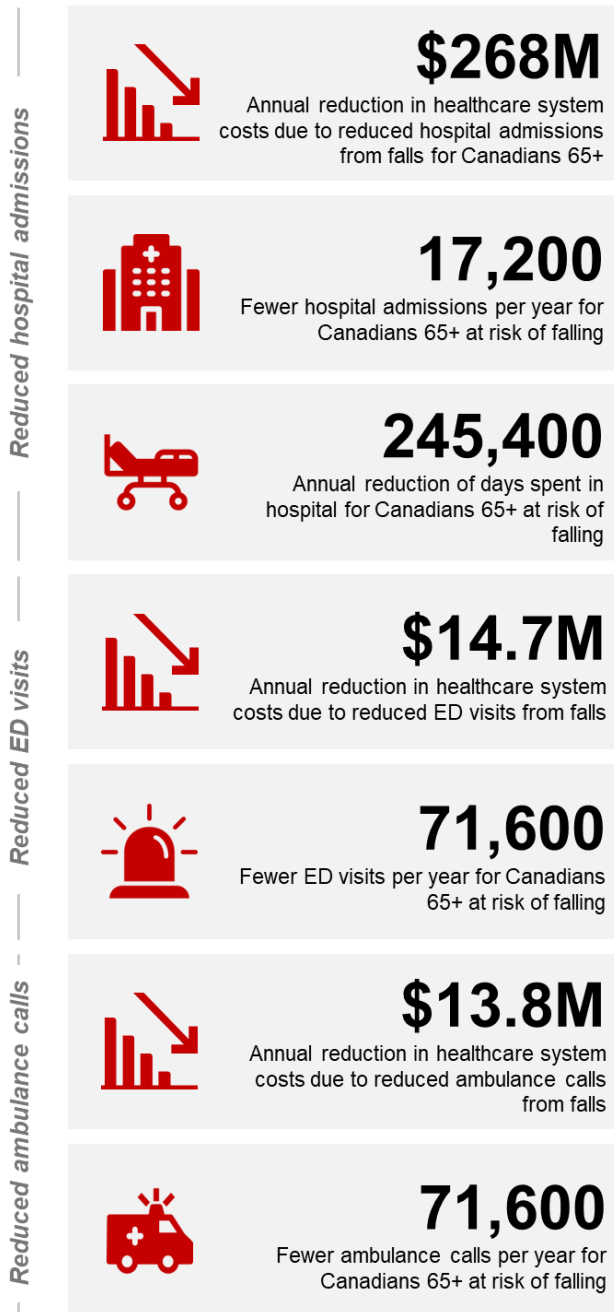 Reduced hospital admissions
$268M
Annual reduction in healthcare system
costs due to reduced hospital admissions
from falls for Canadians 65+
17,200
Fewer hospital admissions per year for
Canadians 65+ at risk of falling
245,400
Annual reduction of days spent in
hospital for Canadians 65+ at risk of
falling
Reduced ED visits
$14.7M
Annual reduction in healthcare system
costs due to reduced ED visits from falls
71,600
Fewer ED visits per year for Canadians
65+ at risk of falling
Reduced ambulance calls
$13.8M
Annual reduction in healthcare system
costs due to reduced ambulance calls
from falls
71,600
Fewer ambulance calls per year for
Canadians 65+ at risk of falling